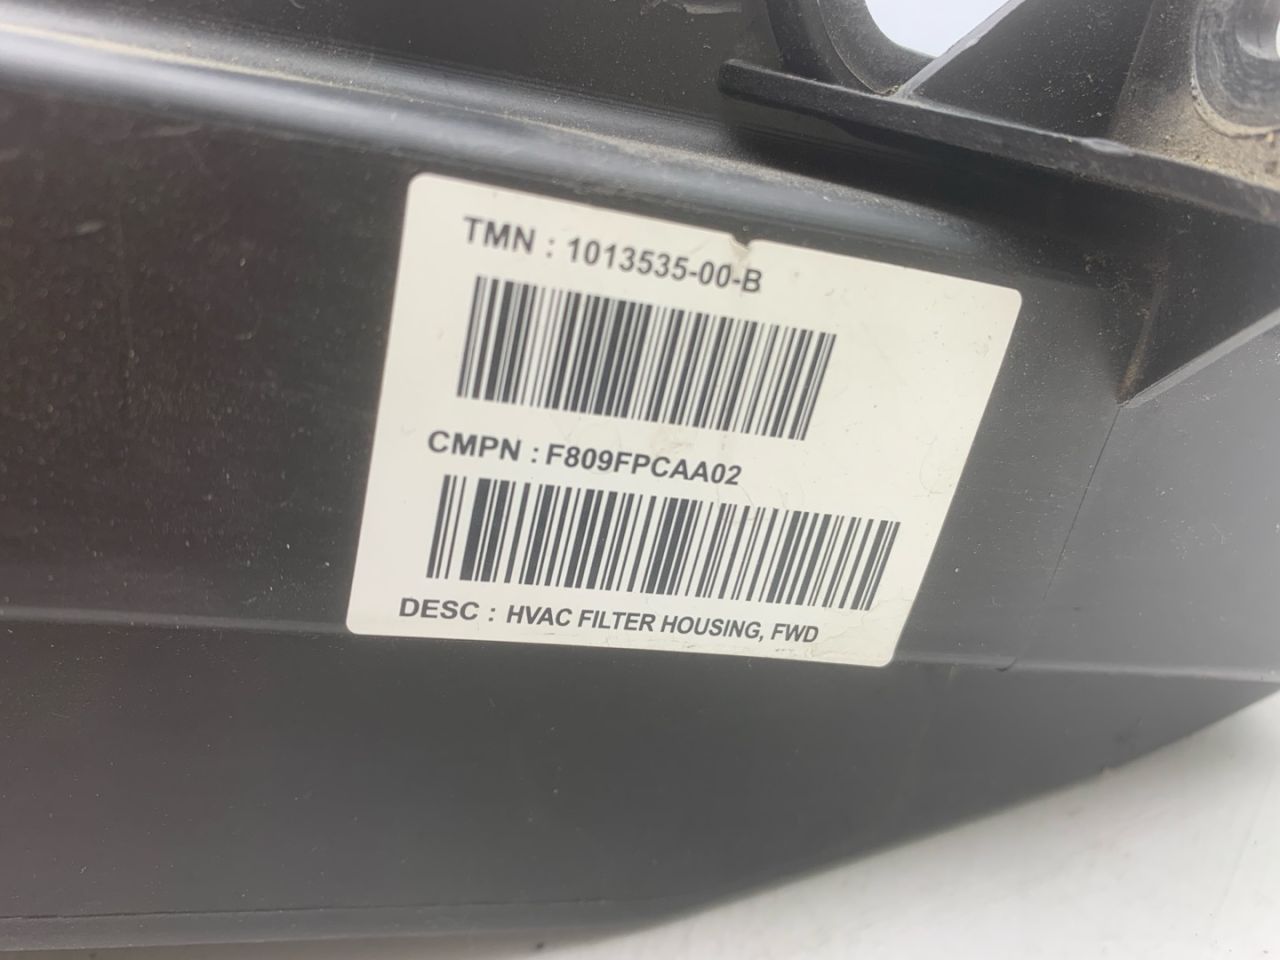 TMN : 1013535-00-B
CMPN : F809FPCAA02
DESC : HVAC FILTER HOUSING, FWD